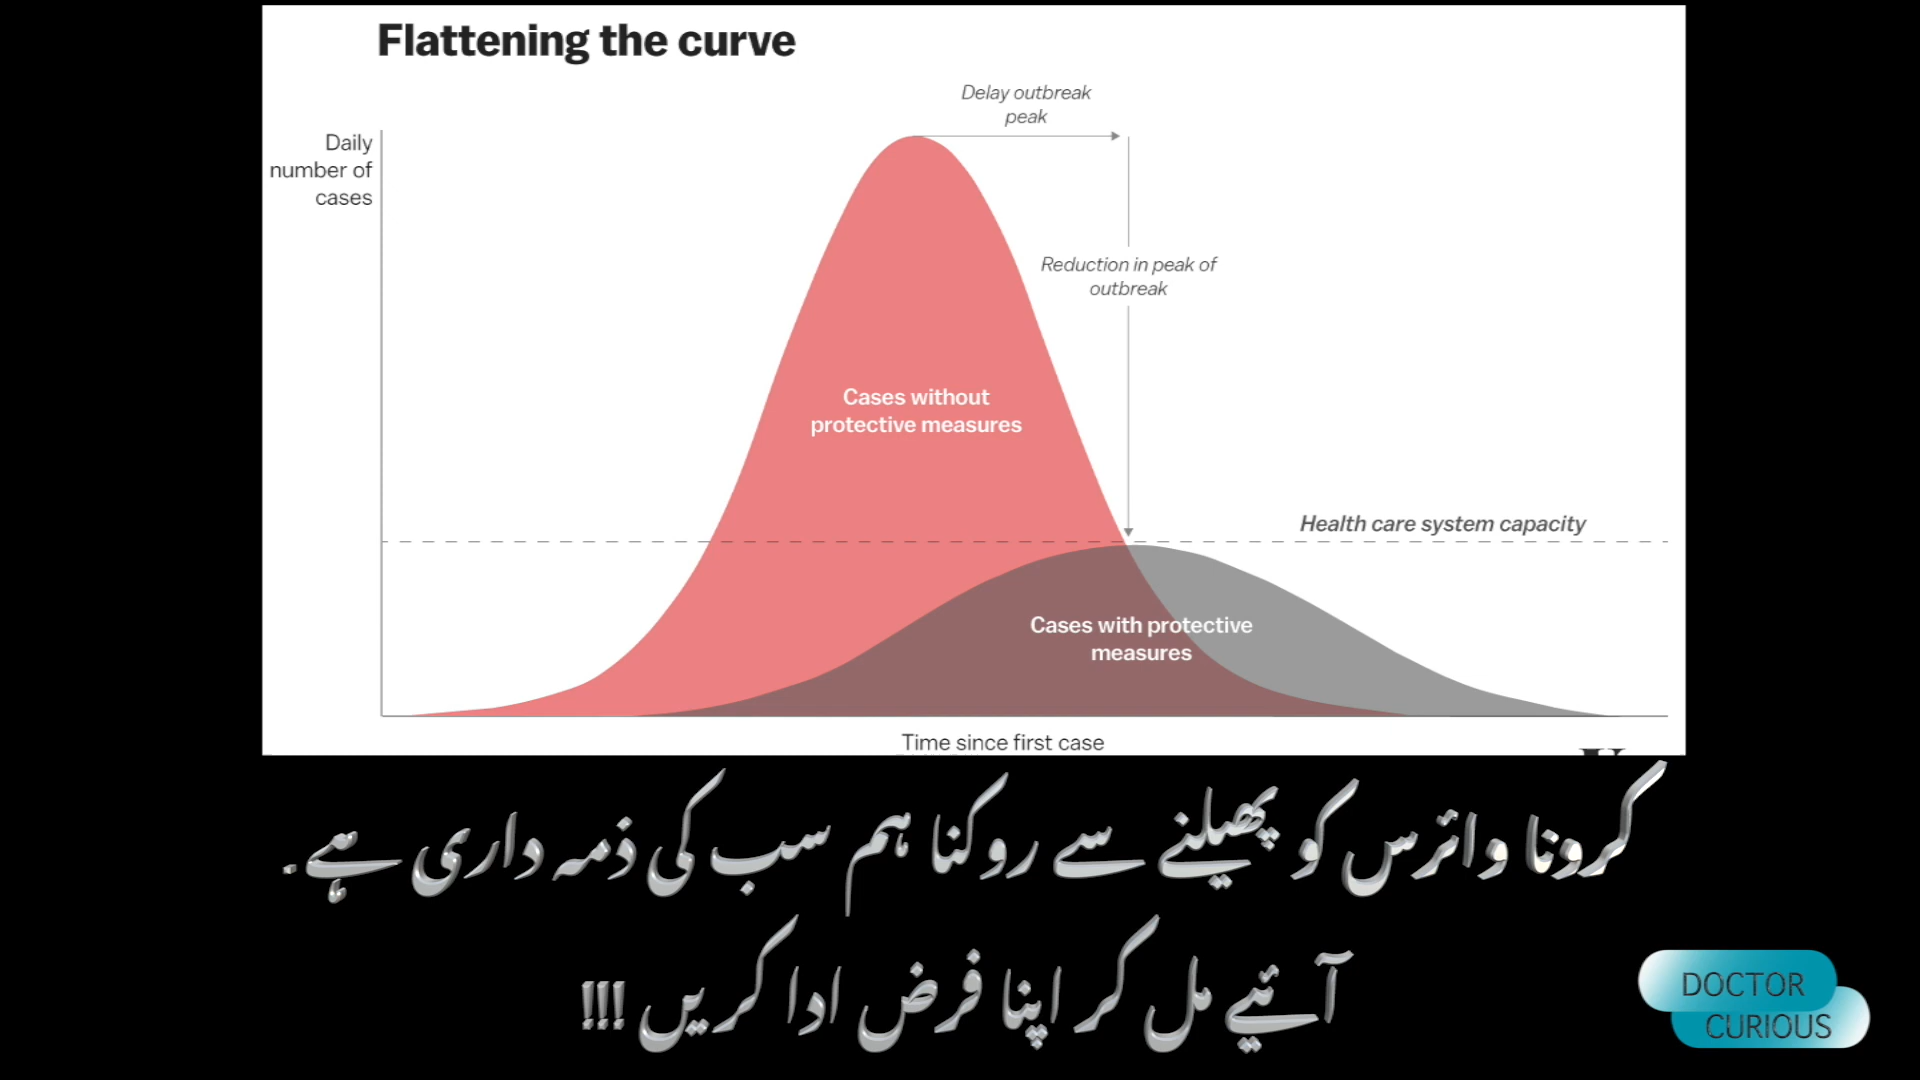 Flattening the curve
Delay outbreak
peak
Daily
number of
cases
Reduction in peak of
outbreak
Cases without
protective measures
Health care system capacity
Cases with protective
measures
Time since first case
کرونا وائرس کو پھیلنے سے روکنا ہم سب کی ذمہ داری ہے.
آئیے مل کر اپنا فرض ادا کریں !!!
DOCTOR
CURIOUS